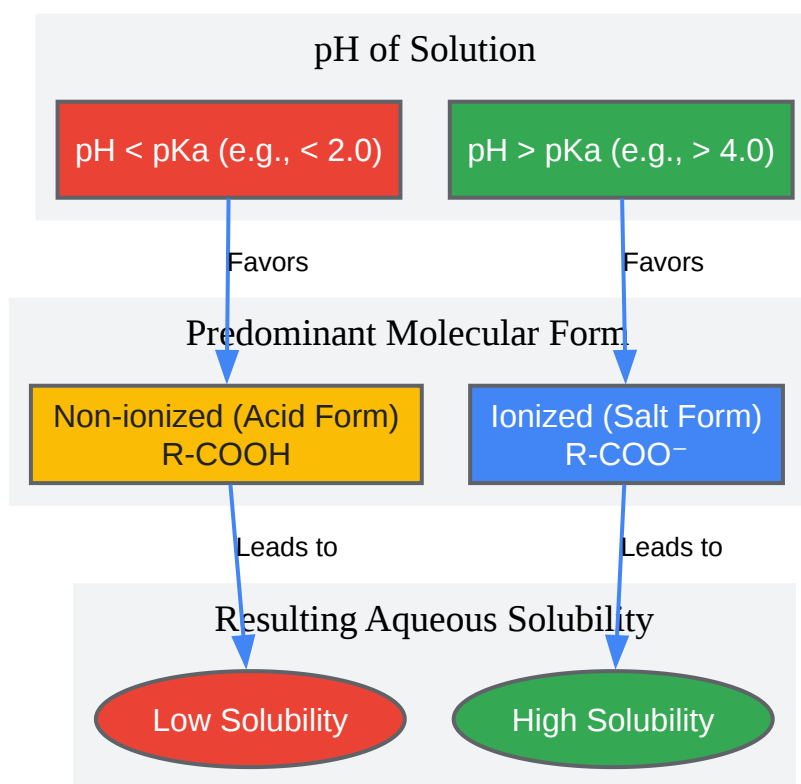 pH of Solution
pH < pKa (e.g., < 2.0)
pH > pKa (e.g., > 4.0)
Favors
Favors
Predominant Molecular Form
Non-ionized (Acid Form)
R-COOH
Ionized (Salt Form)
R-COO⁻
Leads to
Leads to
Resulting Aqueous Solubility
Low Solubility
High Solubility